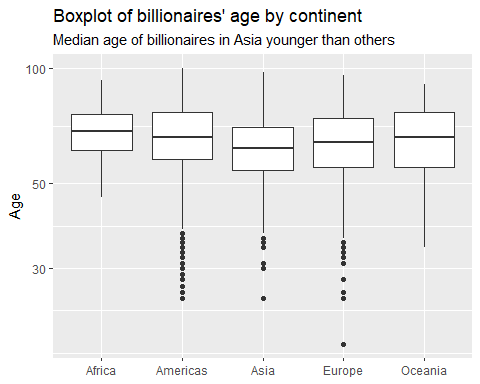 Boxplot of billionaires' age by continent
Median age of billionaires in Asia younger than others
100
50
30
Age
Africa Americas Asia Europe Oceania